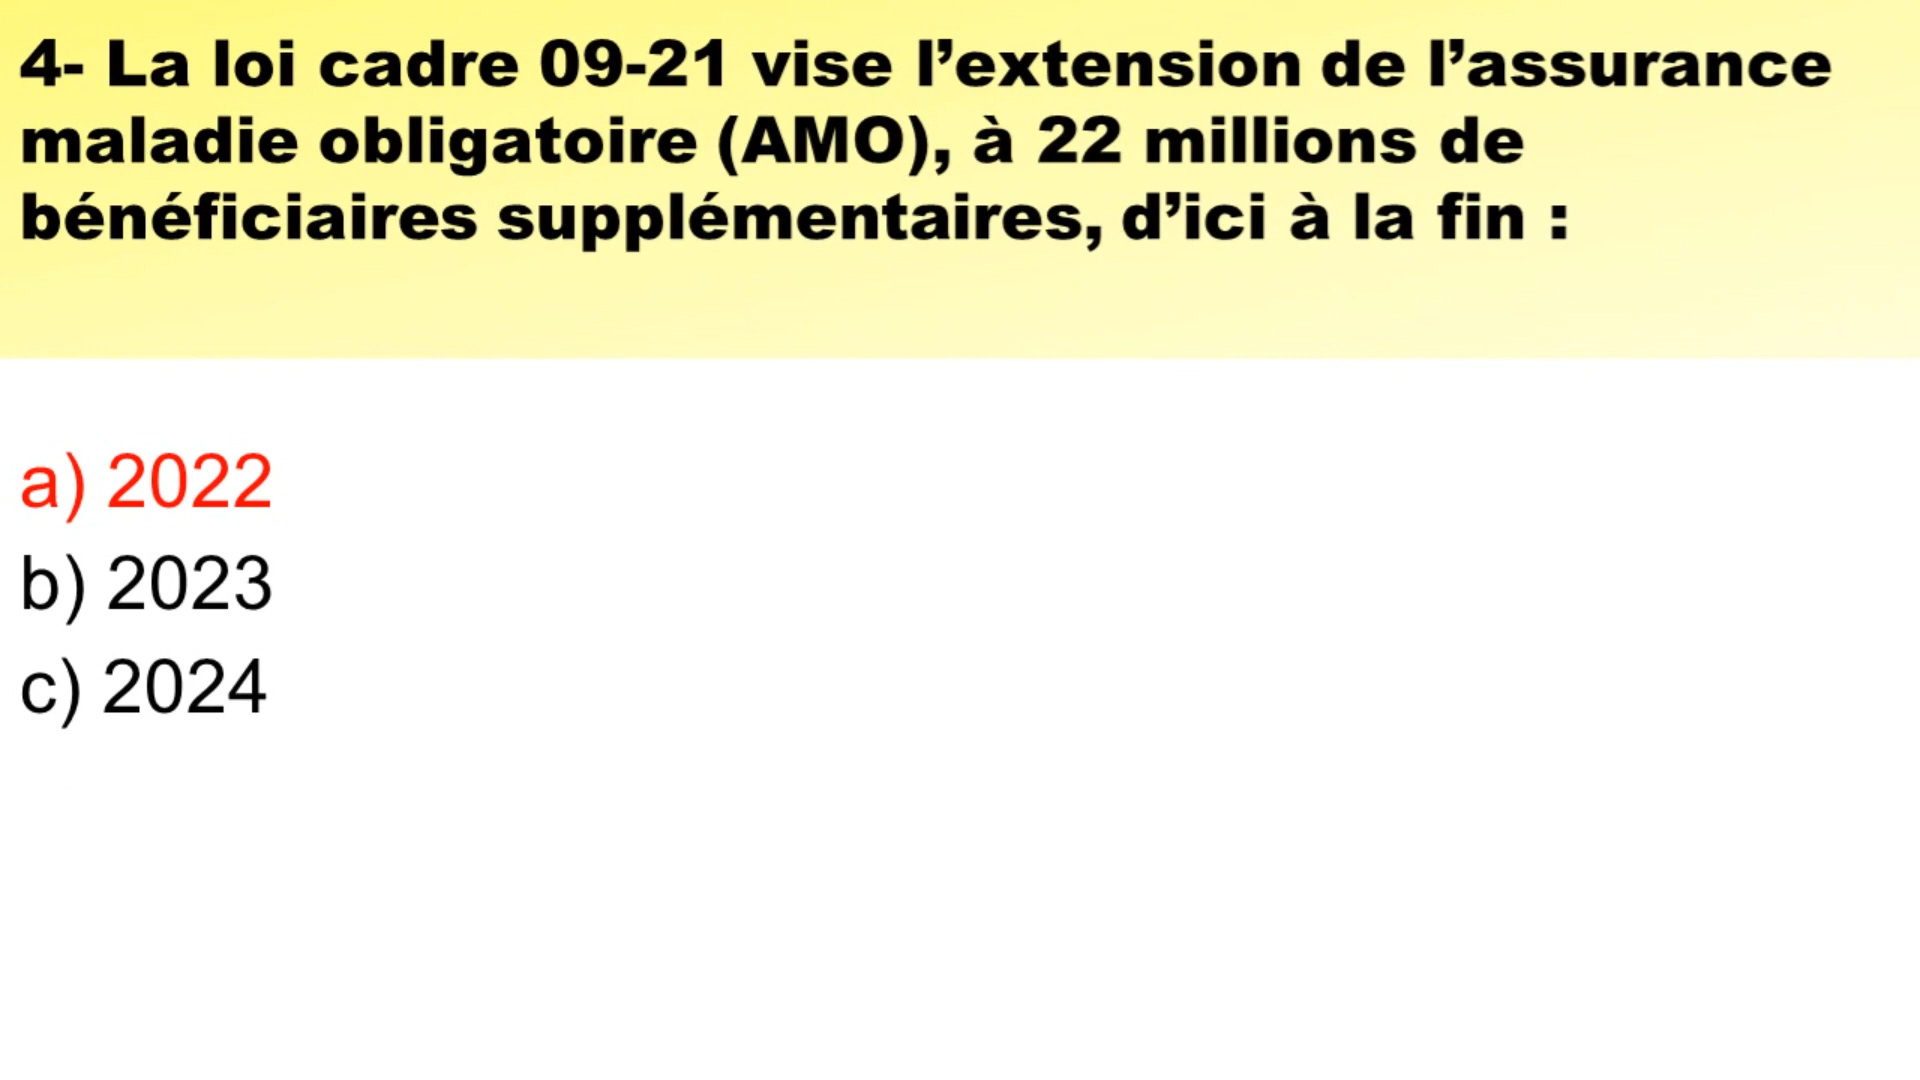 4- La loi cadre 09-21 vise l’extension de l’assurance
maladie obligatoire (AMO), à 22 millions de
bénéficiaires supplémentaires, d’ici à la fin :
a) 2022
b) 2023
c) 2024